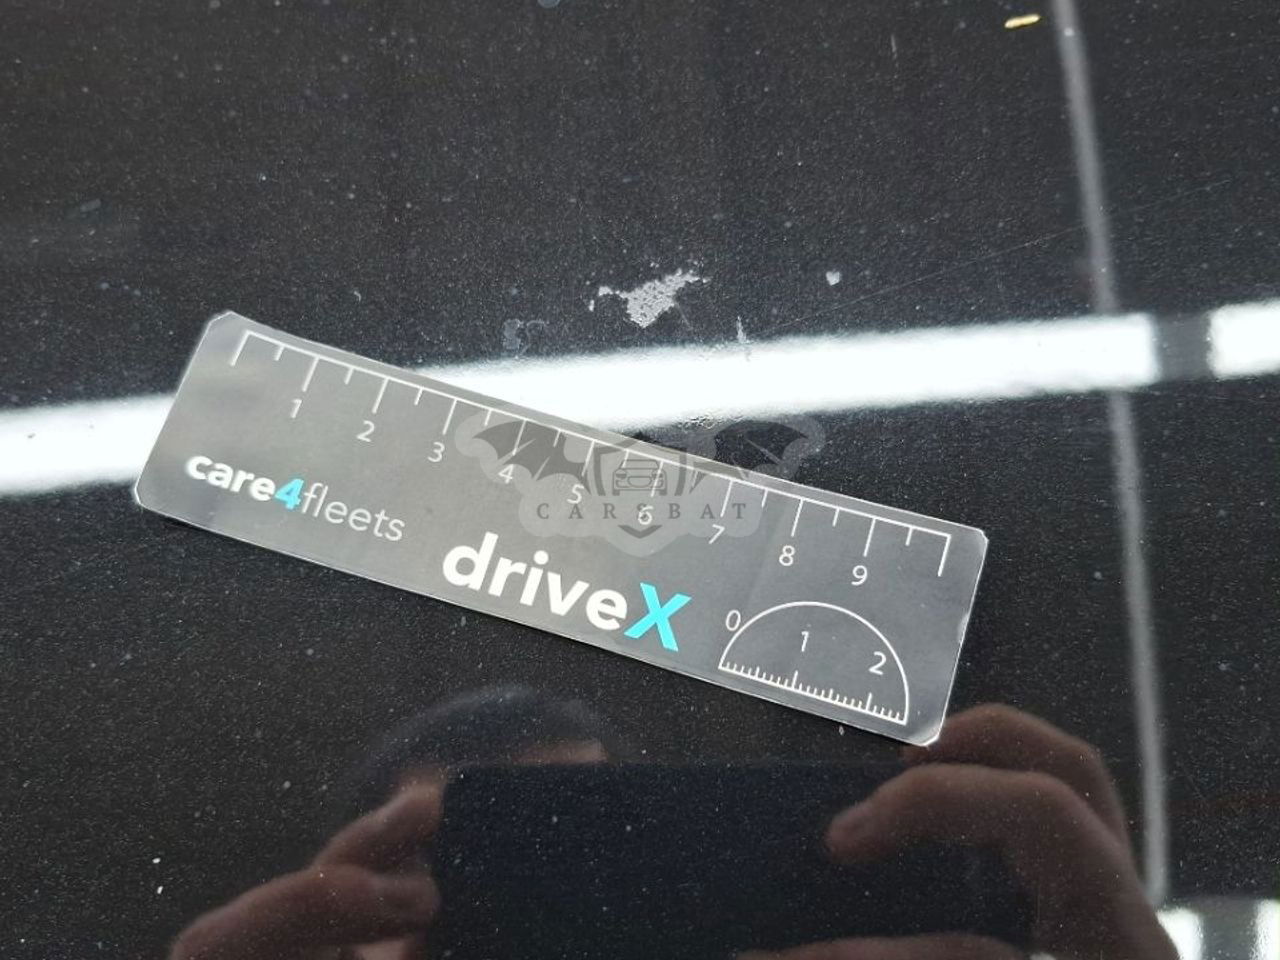 1 2 3 4 5 6 7 8 9
care4fleets
driveX
0 1 2
CARSBAT